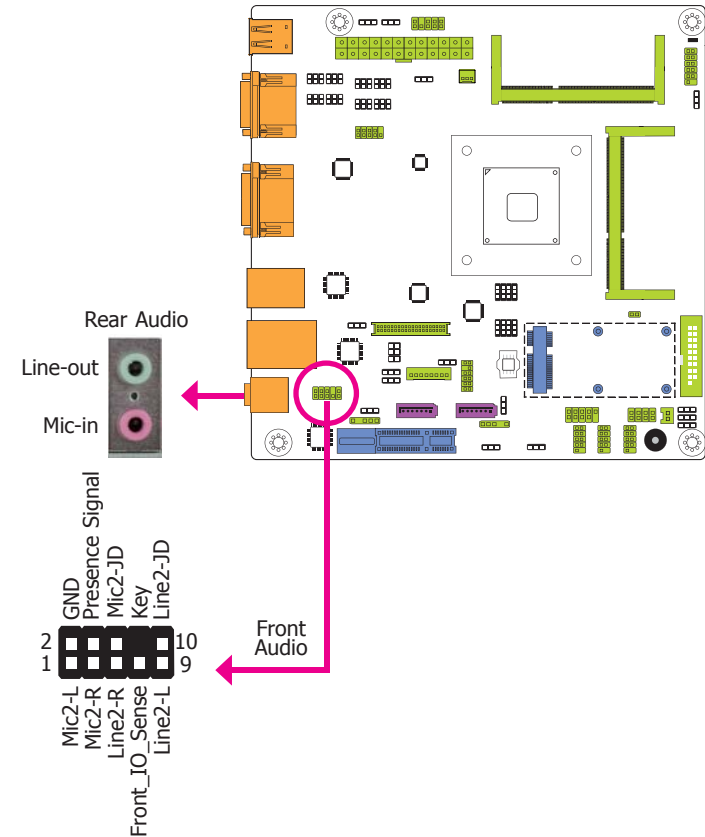 Rear Audio
Line-out
Mic-in
GND
Presence Signal
Mic2-JD
Key
Line2-JD
2
10
1
9
Mic2-L
Mic2-R
Line2-R
Front_IO_Sense
Line2-L
Front
Audio